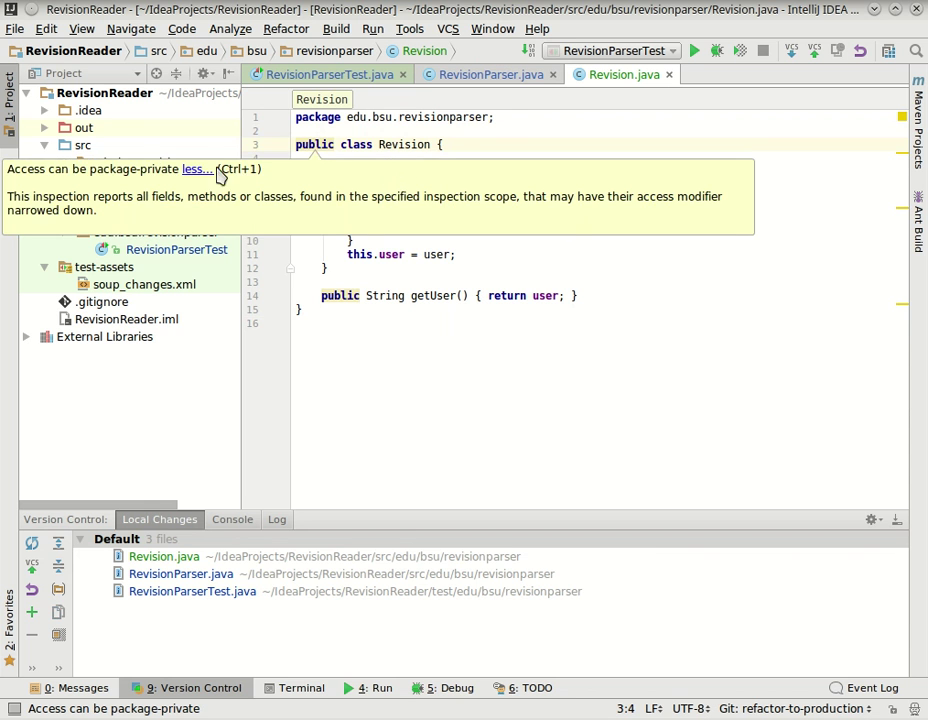 RevisionReader - [~/IdeaProjects/RevisionReader] - [RevisionReader] - ~/IdeaProjects/RevisionReader/src/edu/bsu/revisionparser/Revision.java - IntelliJ IDEA ...
File Edit View Navigate Code Analyze Refactor Build Run Tools VCS Window Help
RevisionReader src edu bsu revisionparser Revision RevisionParserTest VCS VCS
Project RevisionParserTest.java RevisionParser.java Revision.java
1: Project
RevisionReader ~/IdeaProjects/
.idea
out
src
Revision
1 package edu.bsu.revisionparser;
2
3 public class Revision {
Access can be package-private less... (Ctrl+1)
This inspection reports all fields, methods or classes, found in the specified inspection scope, that may have their access modifier
narrowed down.
RevisionParserTest
test-assets
soup_changes.xml
.gitignore
RevisionReader.iml
External Libraries
10 }
11 this.user = user;
12 }
13
14 public String getUser() { return user; }
15 }
16
Maven Projects
Ant Build
Version Control: Local Changes Console Log
Default 3 files
Revision.java ~/IdeaProjects/RevisionReader/src/edu/bsu/revisionparser
RevisionParser.java ~/IdeaProjects/RevisionReader/src/edu/bsu/revisionparser
RevisionParserTest.java ~/IdeaProjects/RevisionReader/test/edu/bsu/revisionparser
VCS
2: Favorites
0: Messages 9: Version Control Terminal 4: Run 5: Debug 6: TODO Event Log
Access can be package-private 3:4 LF UTF-8 Git: refactor-to-production